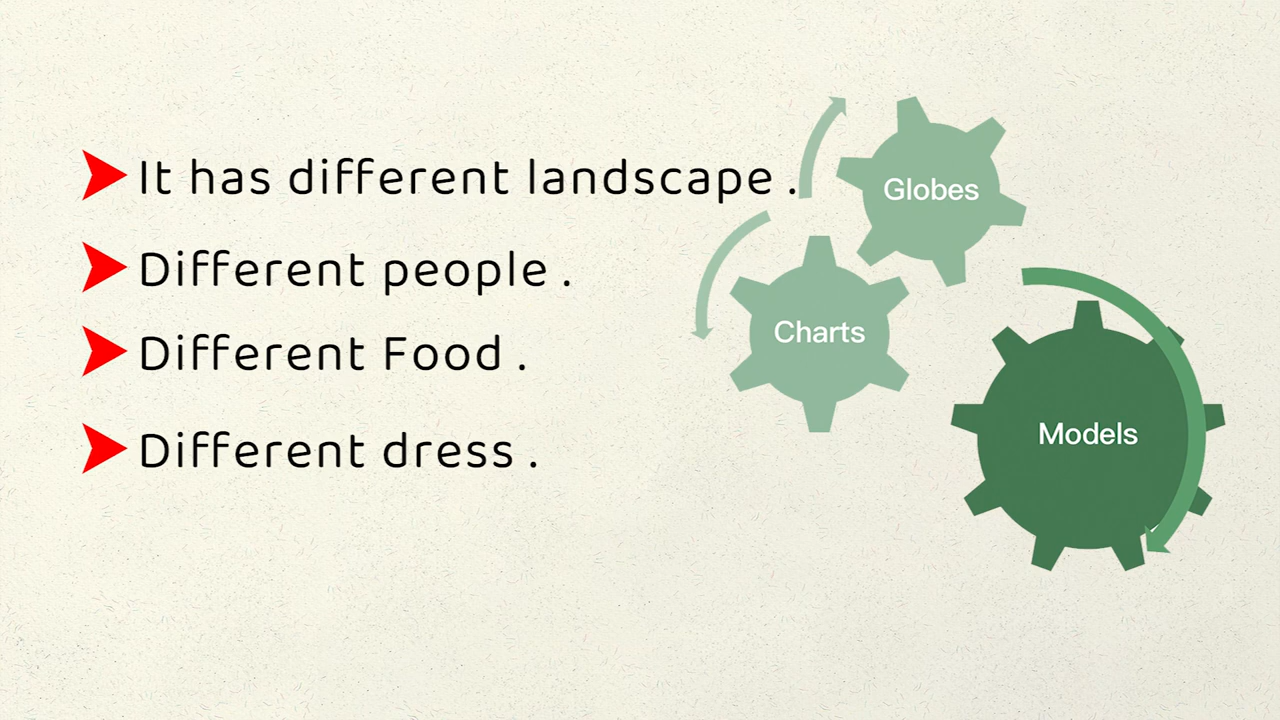 It has different landscape .
Different people .
Different Food .
Different dress .
Globes
Charts
Models